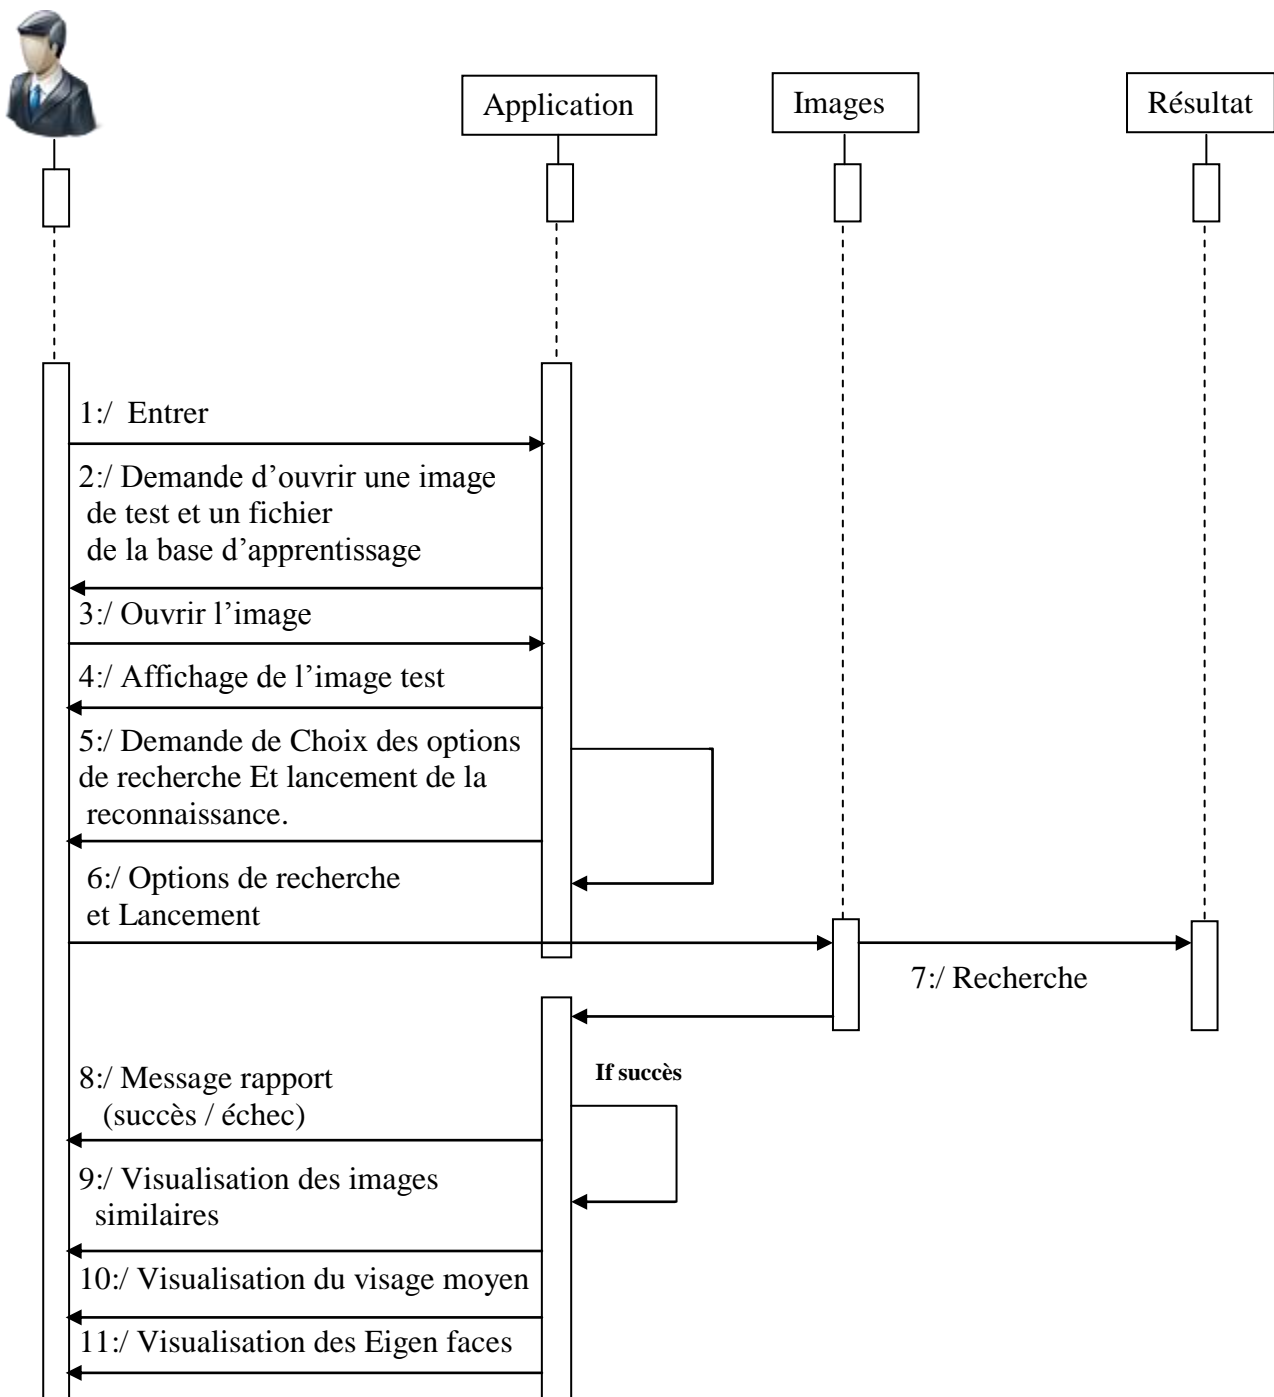 Application
Images
Résultat
1:/ Entrer
2:/ Demande d’ouvrir une image
de test et un fichier
de la base d’apprentissage
3:/ Ouvrir l’image
4:/ Affichage de l’image test
5:/ Demande de Choix des options
de recherche Et lancement de la
reconnaissance.
6:/ Options de recherche
et Lancement
7:/ Recherche
If succès
8:/ Message rapport
(succès / échec)
9:/ Visualisation des images
similaires
10:/ Visualisation du visage moyen
11:/ Visualisation des Eigen faces